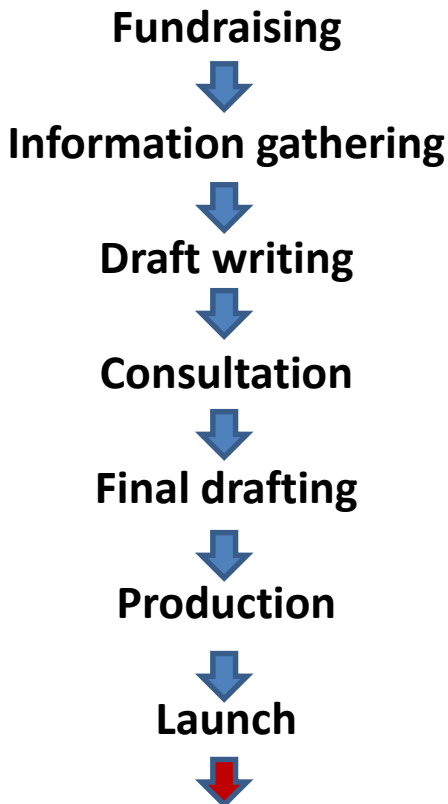 Fundraising
Information gathering
Draft writing
Consultation
Final drafting
Production
Launch